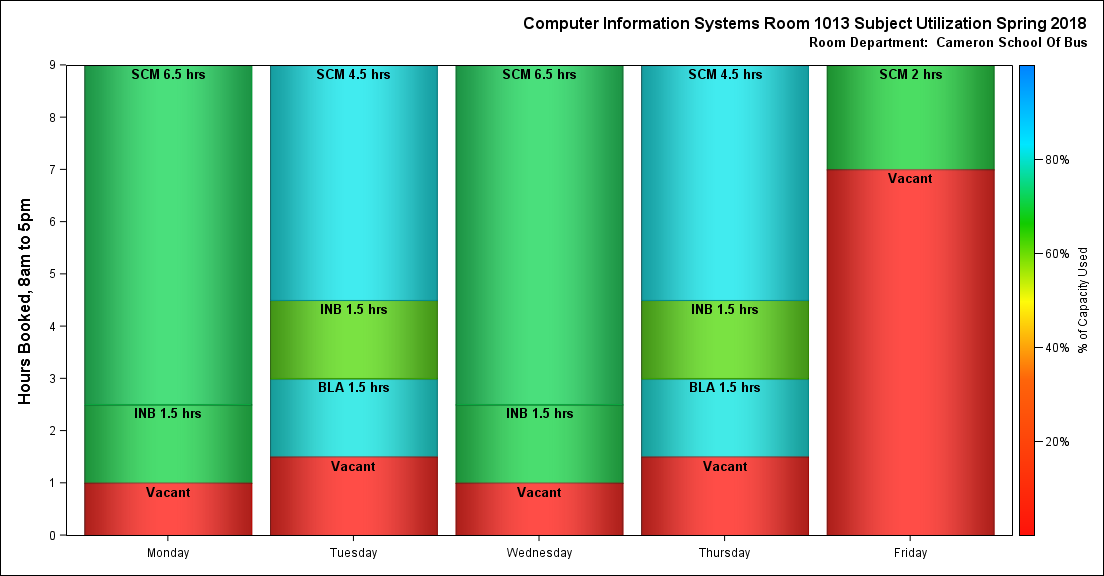 Computer Information Systems Room 1013 Subject Utilization Spring 2018
Room Department:  Cameron School Of Bus
Hours Booked, 8am to 5pm
9
8
7
6
5
4
3
2
1
0
SCM 6.5 hrs
INB 1.5 hrs
Vacant
SCM 4.5 hrs
INB 1.5 hrs
BLA 1.5 hrs
Vacant
SCM 6.5 hrs
INB 1.5 hrs
Vacant
SCM 4.5 hrs
INB 1.5 hrs
BLA 1.5 hrs
Vacant
SCM 2 hrs
Vacant
Monday
Tuesday
Wednesday
Thursday
Friday
80%
60%
40%
20%
% of Capacity Used